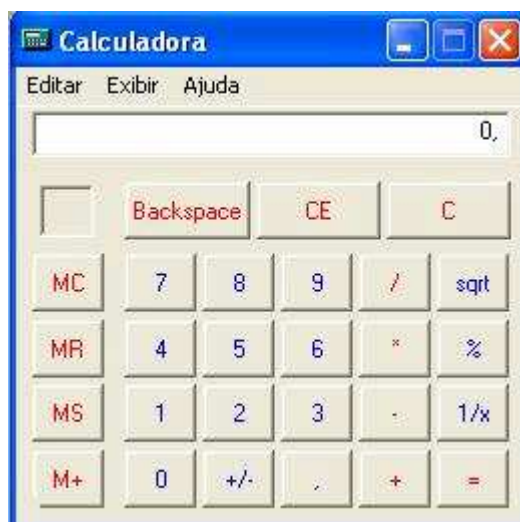 Calculadora
Editar Exibir Ajuda
0,
Backspace CE C
MC 7 8 9 / sqrt
MR 4 5 6 * %
MS 1 2 3 - 1/x
M+ 0 +/- , + =